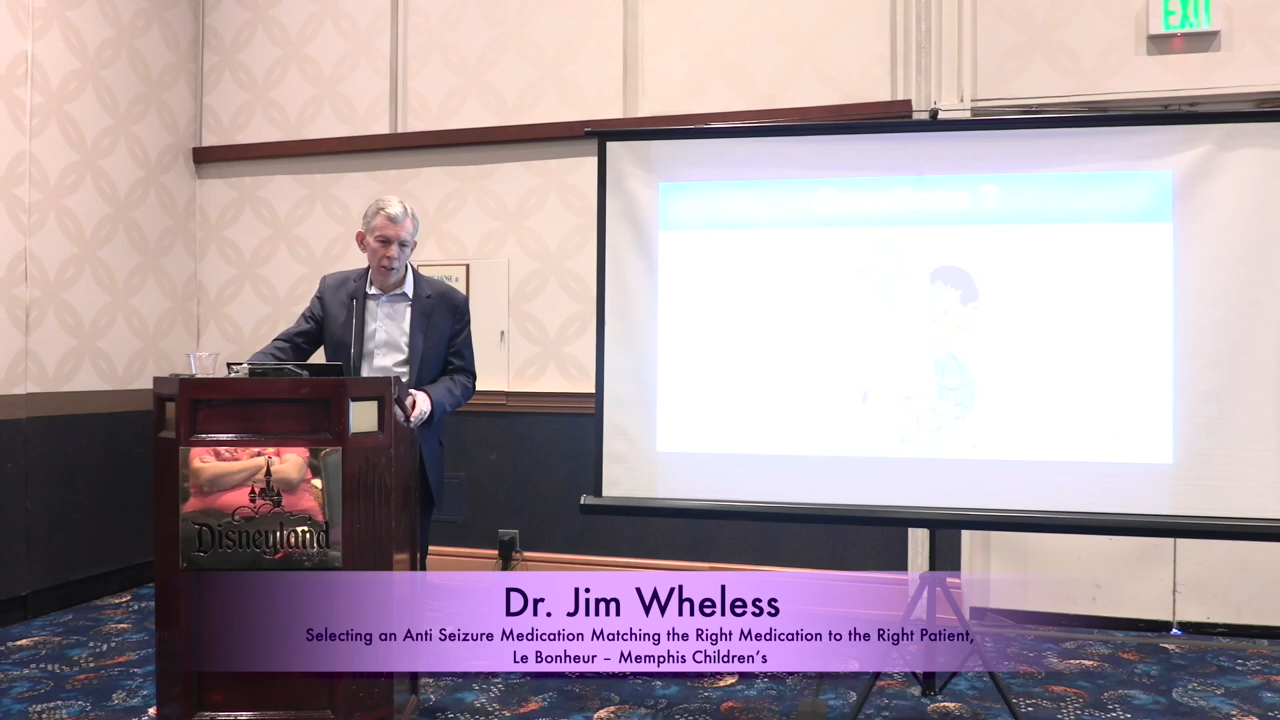 EXIT
Disneyland
Dr. Jim Wheless
Selecting an Anti Seizure Medication Matching the Right Medication to the Right Patient,
Le Bonheur – Memphis Children's